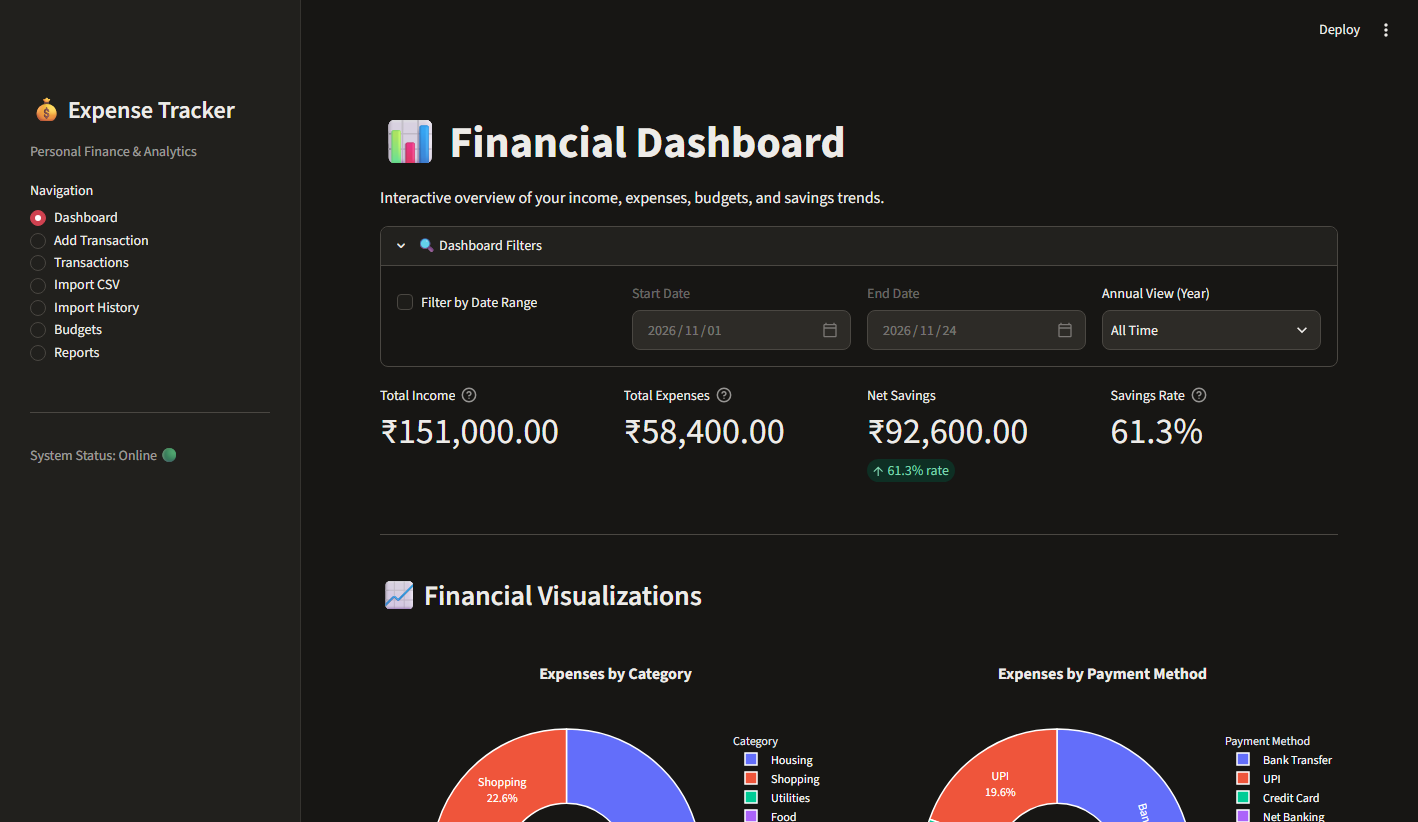 Deploy
Expense Tracker
Personal Finance & Analytics
Navigation
Dashboard
Add Transaction
Transactions
Import CSV
Import History
Budgets
Reports
System Status: Online
Financial Dashboard
Interactive overview of your income, expenses, budgets, and savings trends.
Dashboard Filters
Filter by Date Range
Start Date
2026/11/01
End Date
2026/11/24
Annual View (Year)
All Time
Total Income
₹151,000.00
Total Expenses
₹58,400.00
Net Savings
₹92,600.00
↑ 61.3% rate
Savings Rate
61.3%
Financial Visualizations
Expenses by Category
Shopping
22.6%
Category
Housing
Shopping
Utilities
Food
Expenses by Payment Method
UPI
19.6%
Payment Method
Bank Transfer
UPI
Credit Card
Net Banking